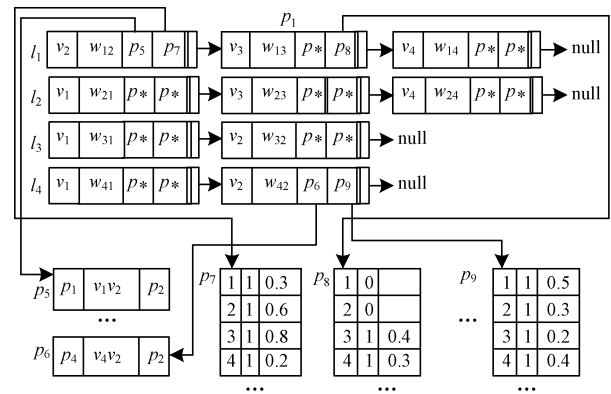 p₁
l₁ v₂ w₁₂ p₅ p₇ v₃ w₁₃ p* p₈ v₄ w₁₄ p* p* null
l₂ v₁ w₂₁ p* p* v₃ w₂₃ p* p* v₄ w₂₄ p* p* null
l₃ v₁ w₃₁ p* p* v₂ w₃₂ p* p* null
l₄ v₁ w₄₁ p* p* v₂ w₄₂ p₆ p₉ null
p₅ p₁ v₁v₂ p₂
...
p₆ p₄ v₄v₂ p₂
p₇
1 1 0.3
2 1 0.6
3 1 0.8
4 1 0.2
...
p₈
1 0
2 0
3 1 0.4
4 1 0.3
...
...
p₉
1 1 0.5
2 1 0.3
3 1 0.2
4 1 0.4
...